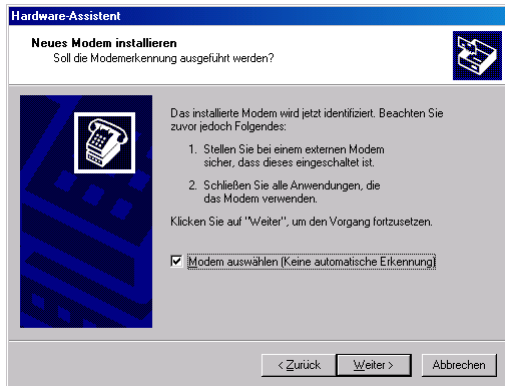 Hardware-Assistent
Neues Modem installieren
Soll die Modemerkennung ausgeführt werden?
Das installierte Modem wird jetzt identifiziert. Beachten Sie
zuvor jedoch Folgendes:
1. Stellen Sie bei einem externen Modem
sicher, dass dieses eingeschaltet ist.
2. Schließen Sie alle Anwendungen, die
das Modem verwenden.
Klicken Sie auf "Weiter", um den Vorgang fortzusetzen.
Modem auswählen (Keine automatische Erkennung)
< Zurück Weiter > Abbrechen